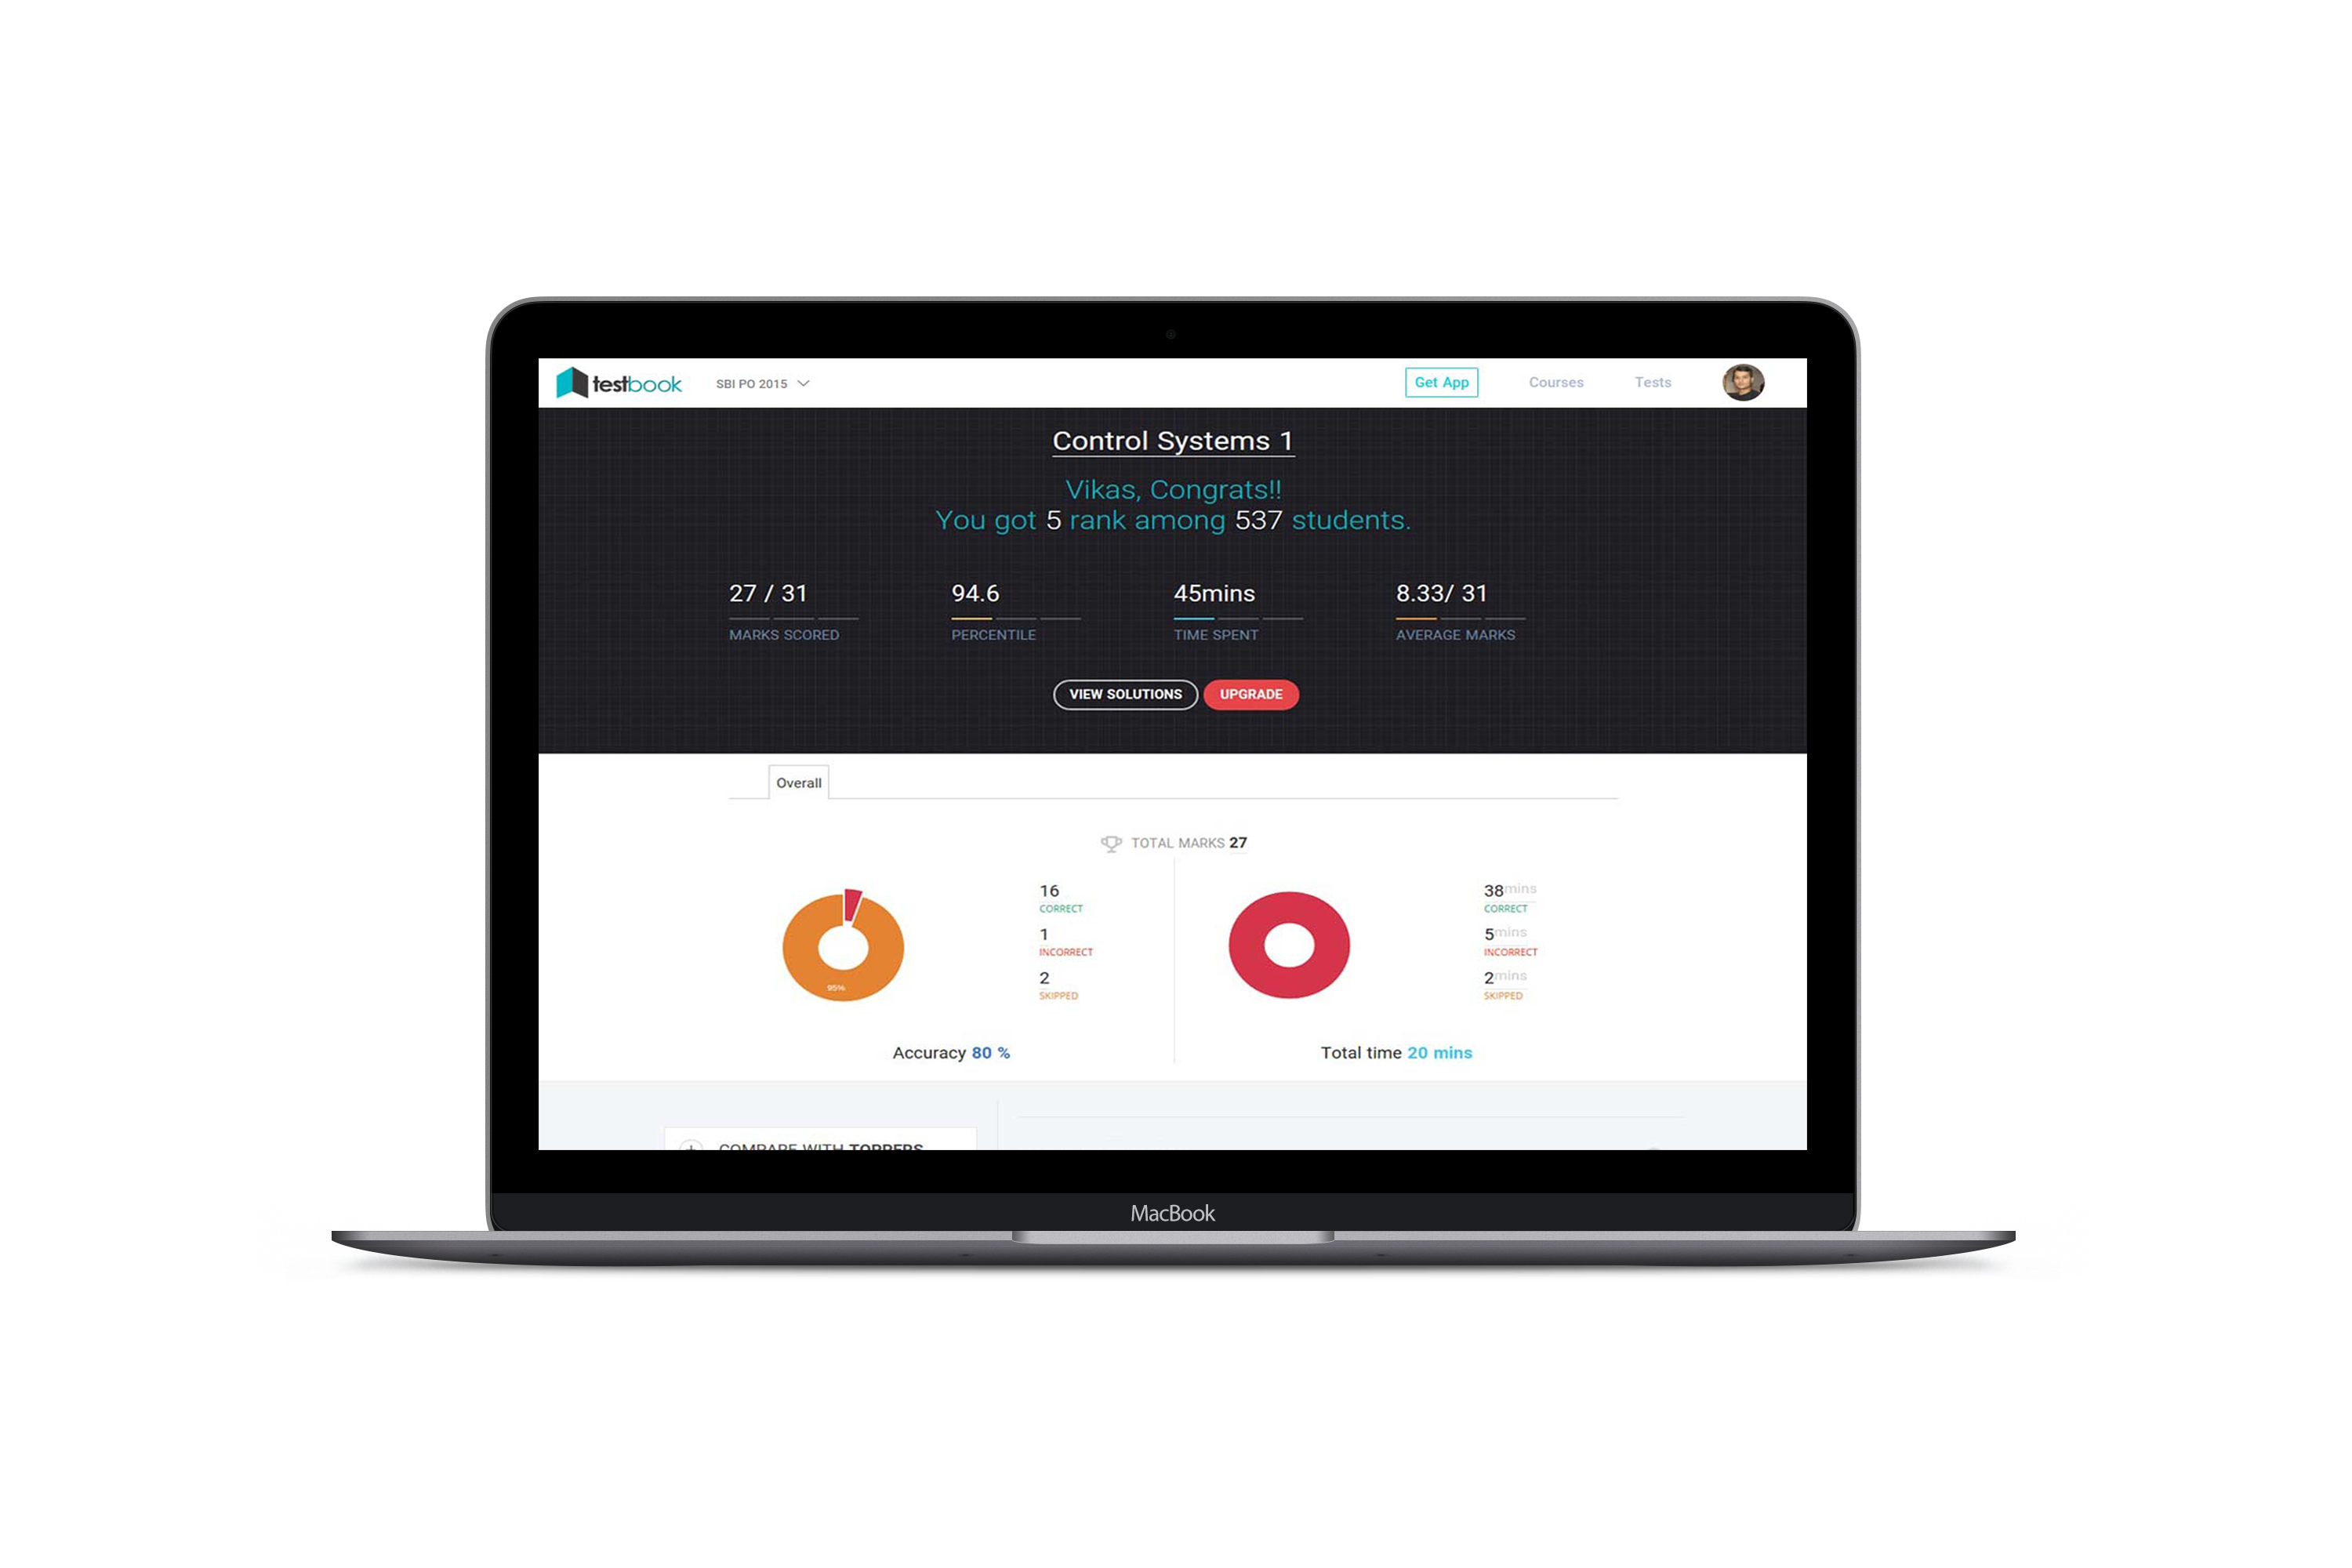 testbook SBI PO 2015 Get App Courses Tests
Control Systems 1
Vikas, Congrats!!
You got 5 rank among 537 students.
27 / 31 94.6 45mins 8.33/ 31
MARKS SCORED PERCENTILE TIME SPENT AVERAGE MARKS
VIEW SOLUTIONS UPGRADE
Overall
TOTAL MARKS 27
16 38mins
CORRECT CORRECT
1 5mins
INCORRECT INCORRECT
2 2mins
95% SKIPPED SKIPPED
Accuracy 80 % Total time 20 mins
COMPARE WITH TOPPERS
MacBook